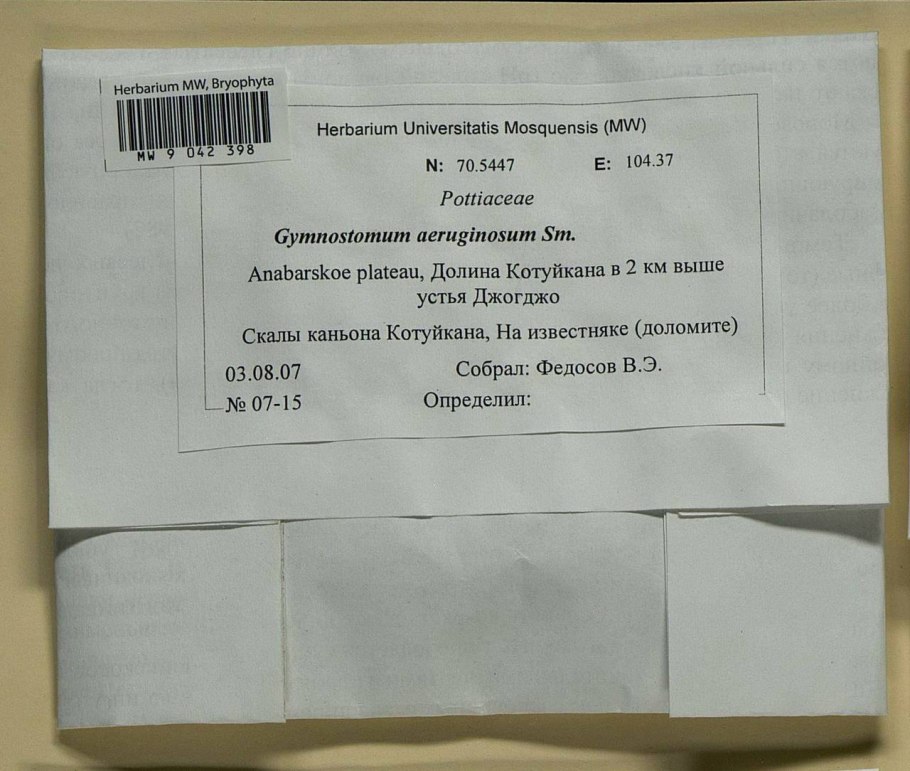 Herbarium MW, Bryophyta
MW 9 042 398
Herbarium Universitatis Mosquensis (MW)
N: 70.5447 E: 104.37
Pottiaceae
Gymnostomum aeruginosum Sm.
Anabarskoe plateau, Долина Котуйкана в 2 км выше
устья Джогджо
Скалы каньона Котуйкана, На известняке (доломите)
03.08.07 Собрал: Федосов В.Э.
№ 07-15 Определил: